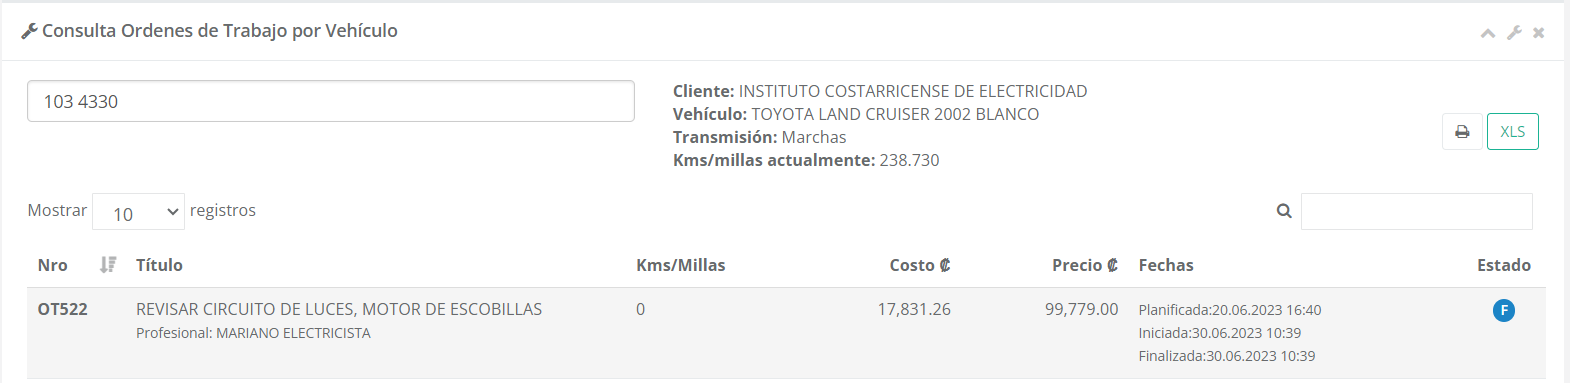 Consulta Ordenes de Trabajo por Vehículo
103 4330
Cliente: INSTITUTO COSTARRICENSE DE ELECTRICIDAD
Vehículo: TOYOTA LAND CRUISER 2002 BLANCO
Transmisión: Marchas
Kms/millas actualmente: 238.730
XLS
Mostrar 10 registros
Nro Título Kms/Millas Costo ₡ Precio ₡ Fechas Estado
OT522 REVISAR CIRCUITO DE LUCES, MOTOR DE ESCOBILLAS 0 17,831.26 99,779.00 Planificada:20.06.2023 16:40 F
Profesional: MARIANO ELECTRICISTA Iniciada:30.06.2023 10:39
Finalizada:30.06.2023 10:39